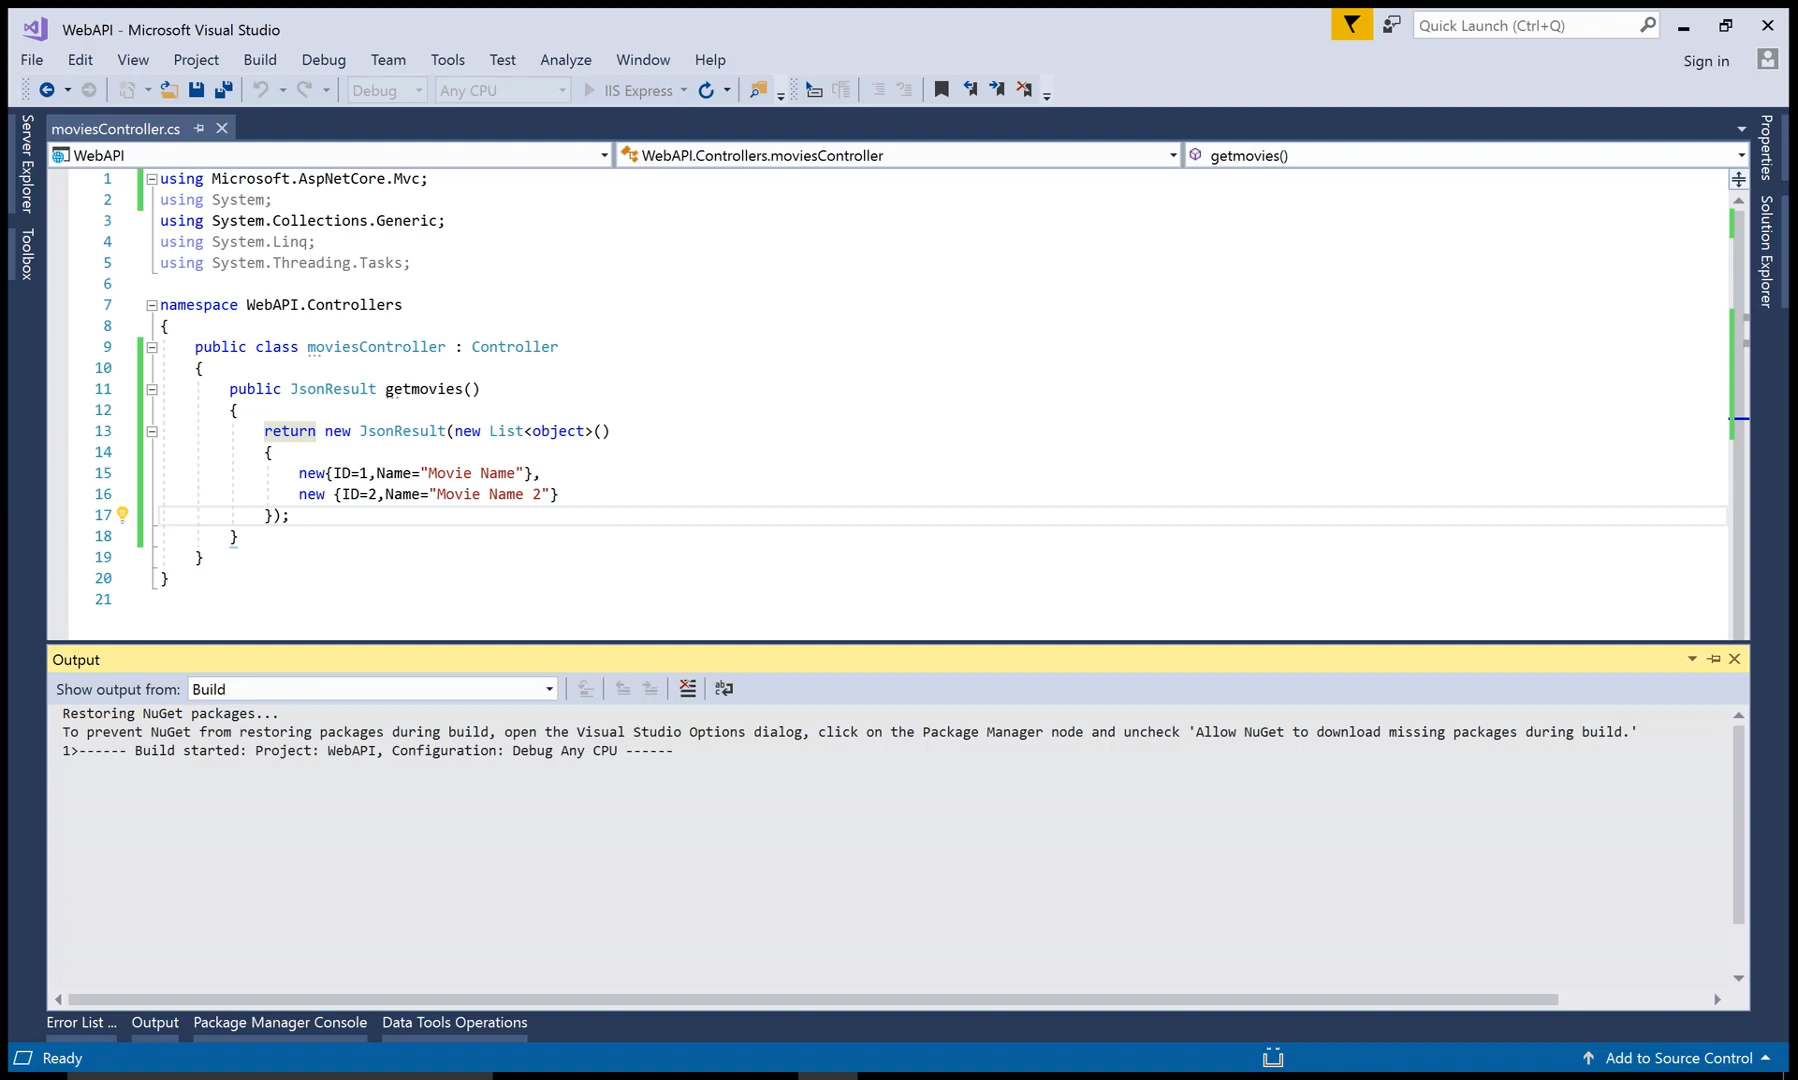 WebAPI - Microsoft Visual Studio
Quick Launch (Ctrl+Q)
File Edit View Project Build Debug Team Tools Test Analyze Window Help
Sign in
Debug Any CPU IIS Express
Server Explorer
Toolbox
Properties
Solution Explorer
moviesController.cs
WebAPI WebAPI.Controllers.moviesController getmovies()
1 using Microsoft.AspNetCore.Mvc;
2 using System;
3 using System.Collections.Generic;
4 using System.Linq;
5 using System.Threading.Tasks;
6
7 namespace WebAPI.Controllers
8 {
9 public class moviesController : Controller
10 {
11 public JsonResult getmovies()
12 {
13 return new JsonResult(new List<object>()
14 {
15 new{ID=1,Name="Movie Name"},
16 new {ID=2,Name="Movie Name 2"}
17 });
18 }
19 }
20 }
21
Output
Show output from: Build
Restoring NuGet packages...
To prevent NuGet from restoring packages during build, open the Visual Studio Options dialog, click on the Package Manager node and uncheck 'Allow NuGet to download missing packages during build.'
1>------ Build started: Project: WebAPI, Configuration: Debug Any CPU ------
Error List ... Output Package Manager Console Data Tools Operations
Ready
Add to Source Control